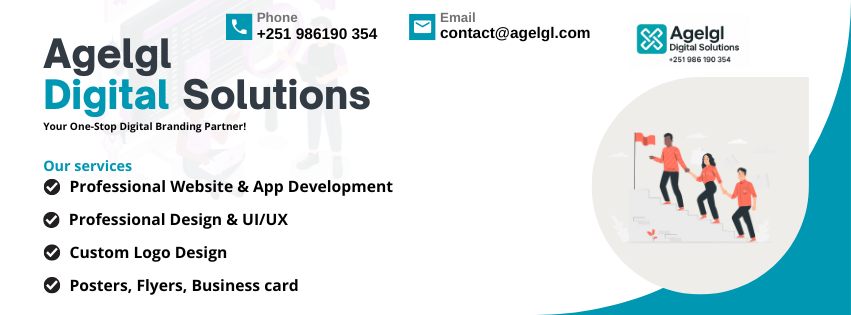 Phone
+251 986190 354
Email
contact@agelgl.com
Agelgl
Digital Solutions
+251 986 190 354
Agelgl
Digital Solutions
Your One-Stop Digital Branding Partner!
Our services
Professional Website & App Development
Professional Design & UI/UX
Custom Logo Design
Posters, Flyers, Business card